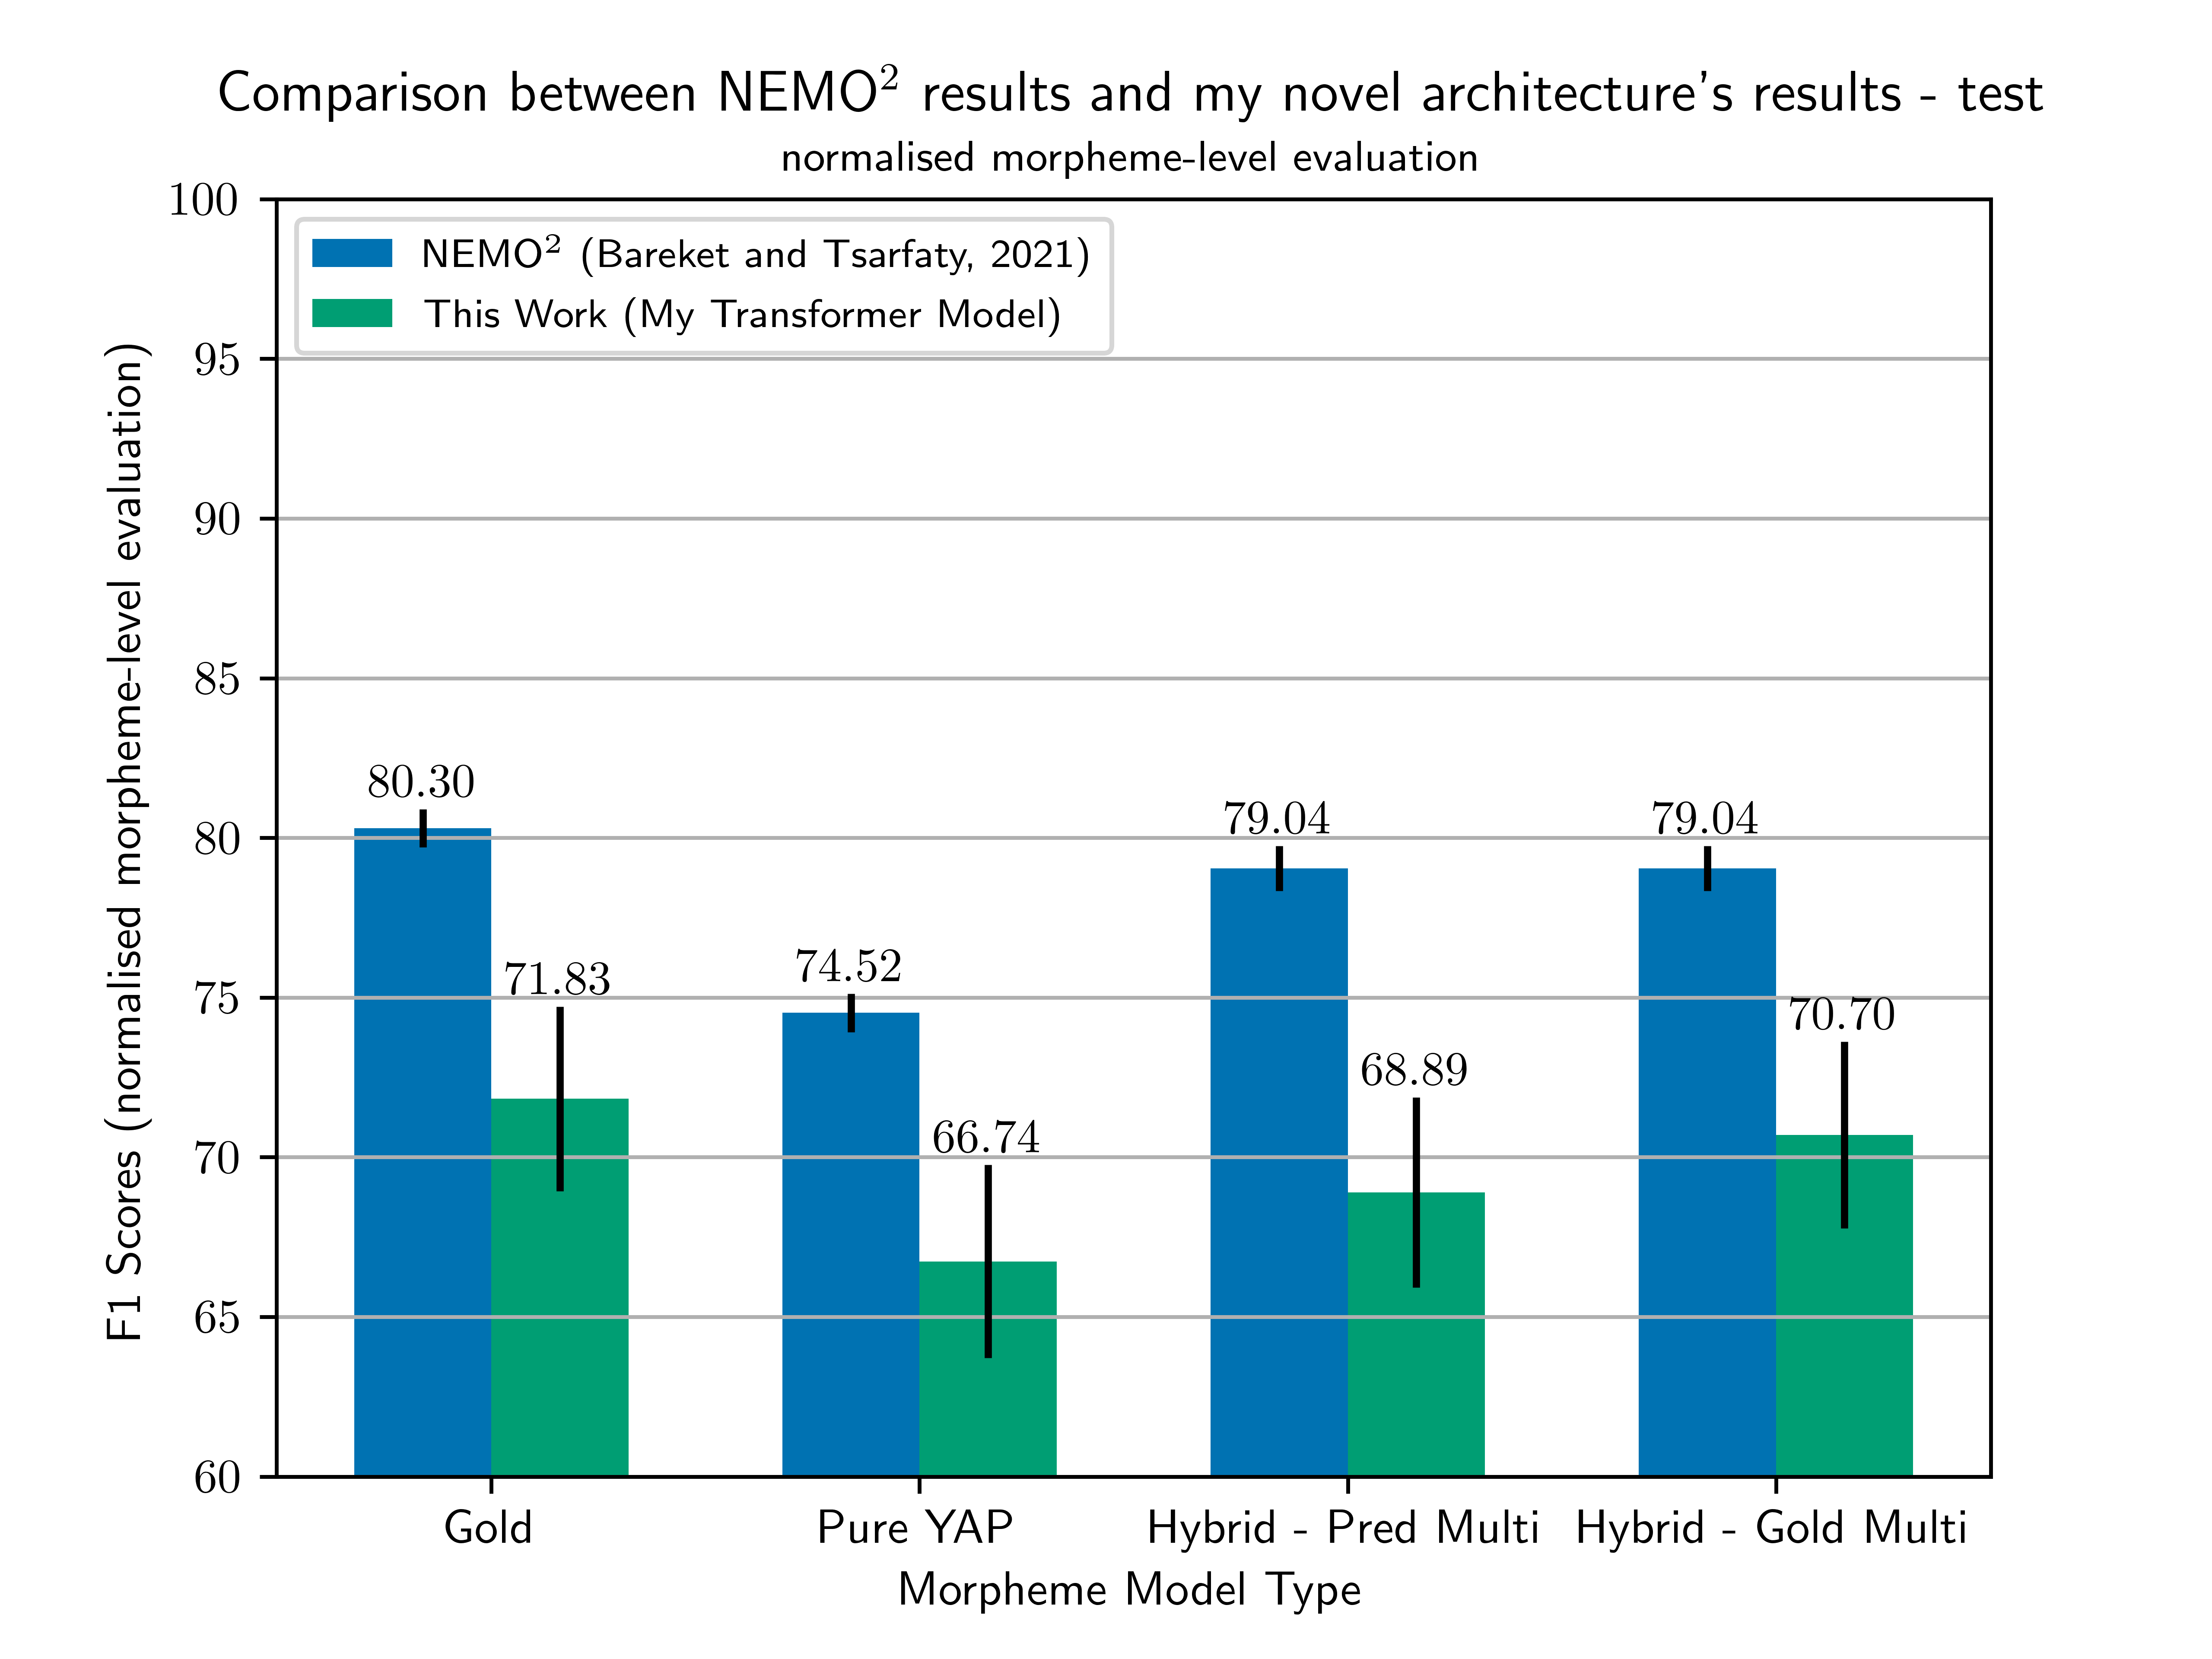 Comparison between NEMO² results and my novel architecture's results - test
normalised morpheme-level evaluation
NEMO² (Bareket and Tsarfaty, 2021)
This Work (My Transformer Model)
F1 Scores (normalised morpheme-level evaluation)
100
95
90
85
80
75
70
65
60
80.30
71.83
74.52
66.74
79.04
68.89
79.04
70.70
Gold
Pure YAP
Hybrid - Pred Multi
Hybrid - Gold Multi
Morpheme Model Type